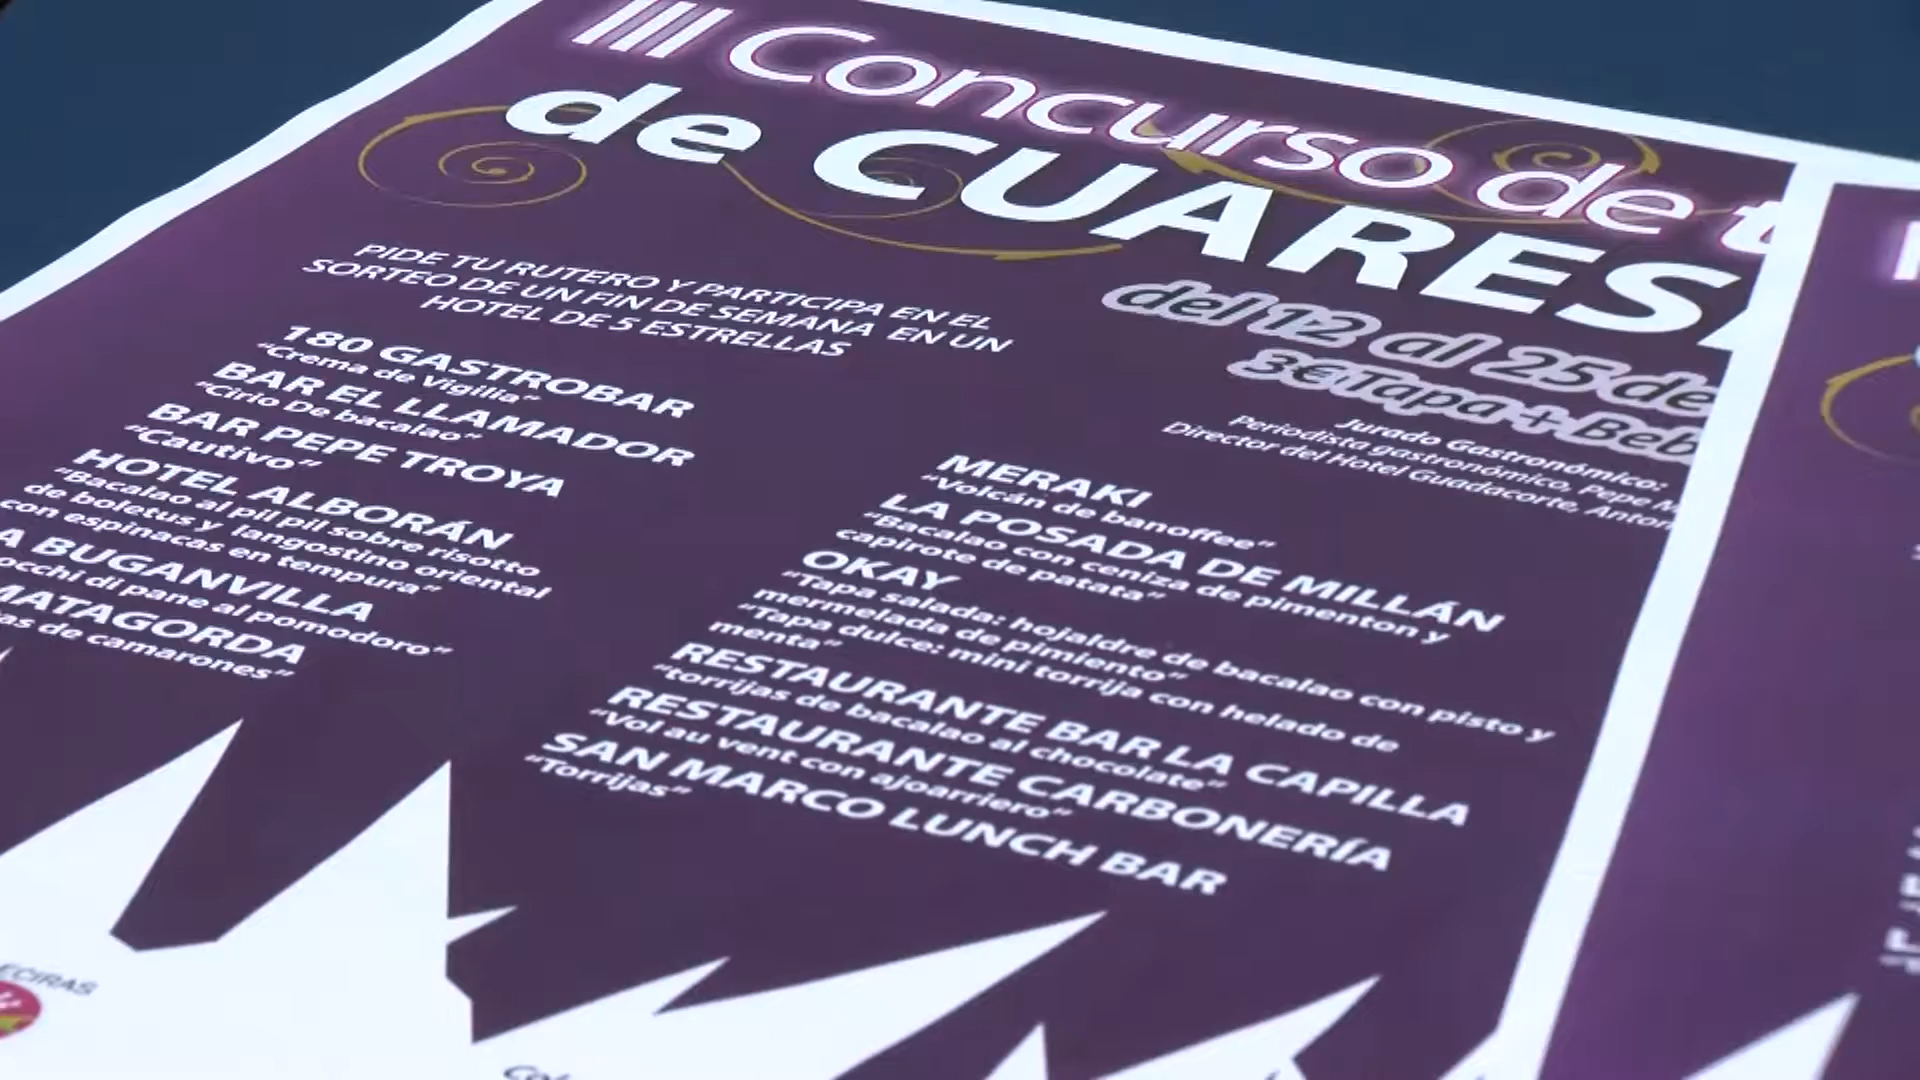 III Concurso de t
de CUARES
del 12 al 25 de
3€ Tapa + Beb
Jurado Gastronómico:
Periodista gastronómico, Pepe M
Director del Hotel Guadacorte, Anton
PIDE TU RUTERO Y PARTICIPA EN EL
SORTEO DE UN FIN DE SEMANA EN UN
HOTEL DE 5 ESTRELLAS
180 GASTROBAR
"Crema de Vigilia"
BAR EL LLAMADOR
"Cirio De bacalao"
BAR PEPE TROYA
"Cautivo"
HOTEL ALBORÁN
"Bacalao al pil pil sobre risotto
de boletus y langostino oriental
con espinacas en tempura"
A BUGANVILLA
occhi di pane al pomodoro"
MATAGORDA
as de camarones"
MERAKI
"Volcán de banoffee"
LA POSADA DE MILLÁN
"Bacalao con ceniza de pimenton y
capirote de patata"
OKAY
"Tapa salada: hojaldre de bacalao con pisto y
mermelada de pimiento"
"Tapa dulce: mini torrija con helado de
menta"
RESTAURANTE BAR LA CAPILLA
"torrijas de bacalao al chocolate"
RESTAURANTE CARBONERÍA
"Vol au vent con ajoarriero"
SAN MARCO LUNCH BAR
"Torrijas"
ECIRAS